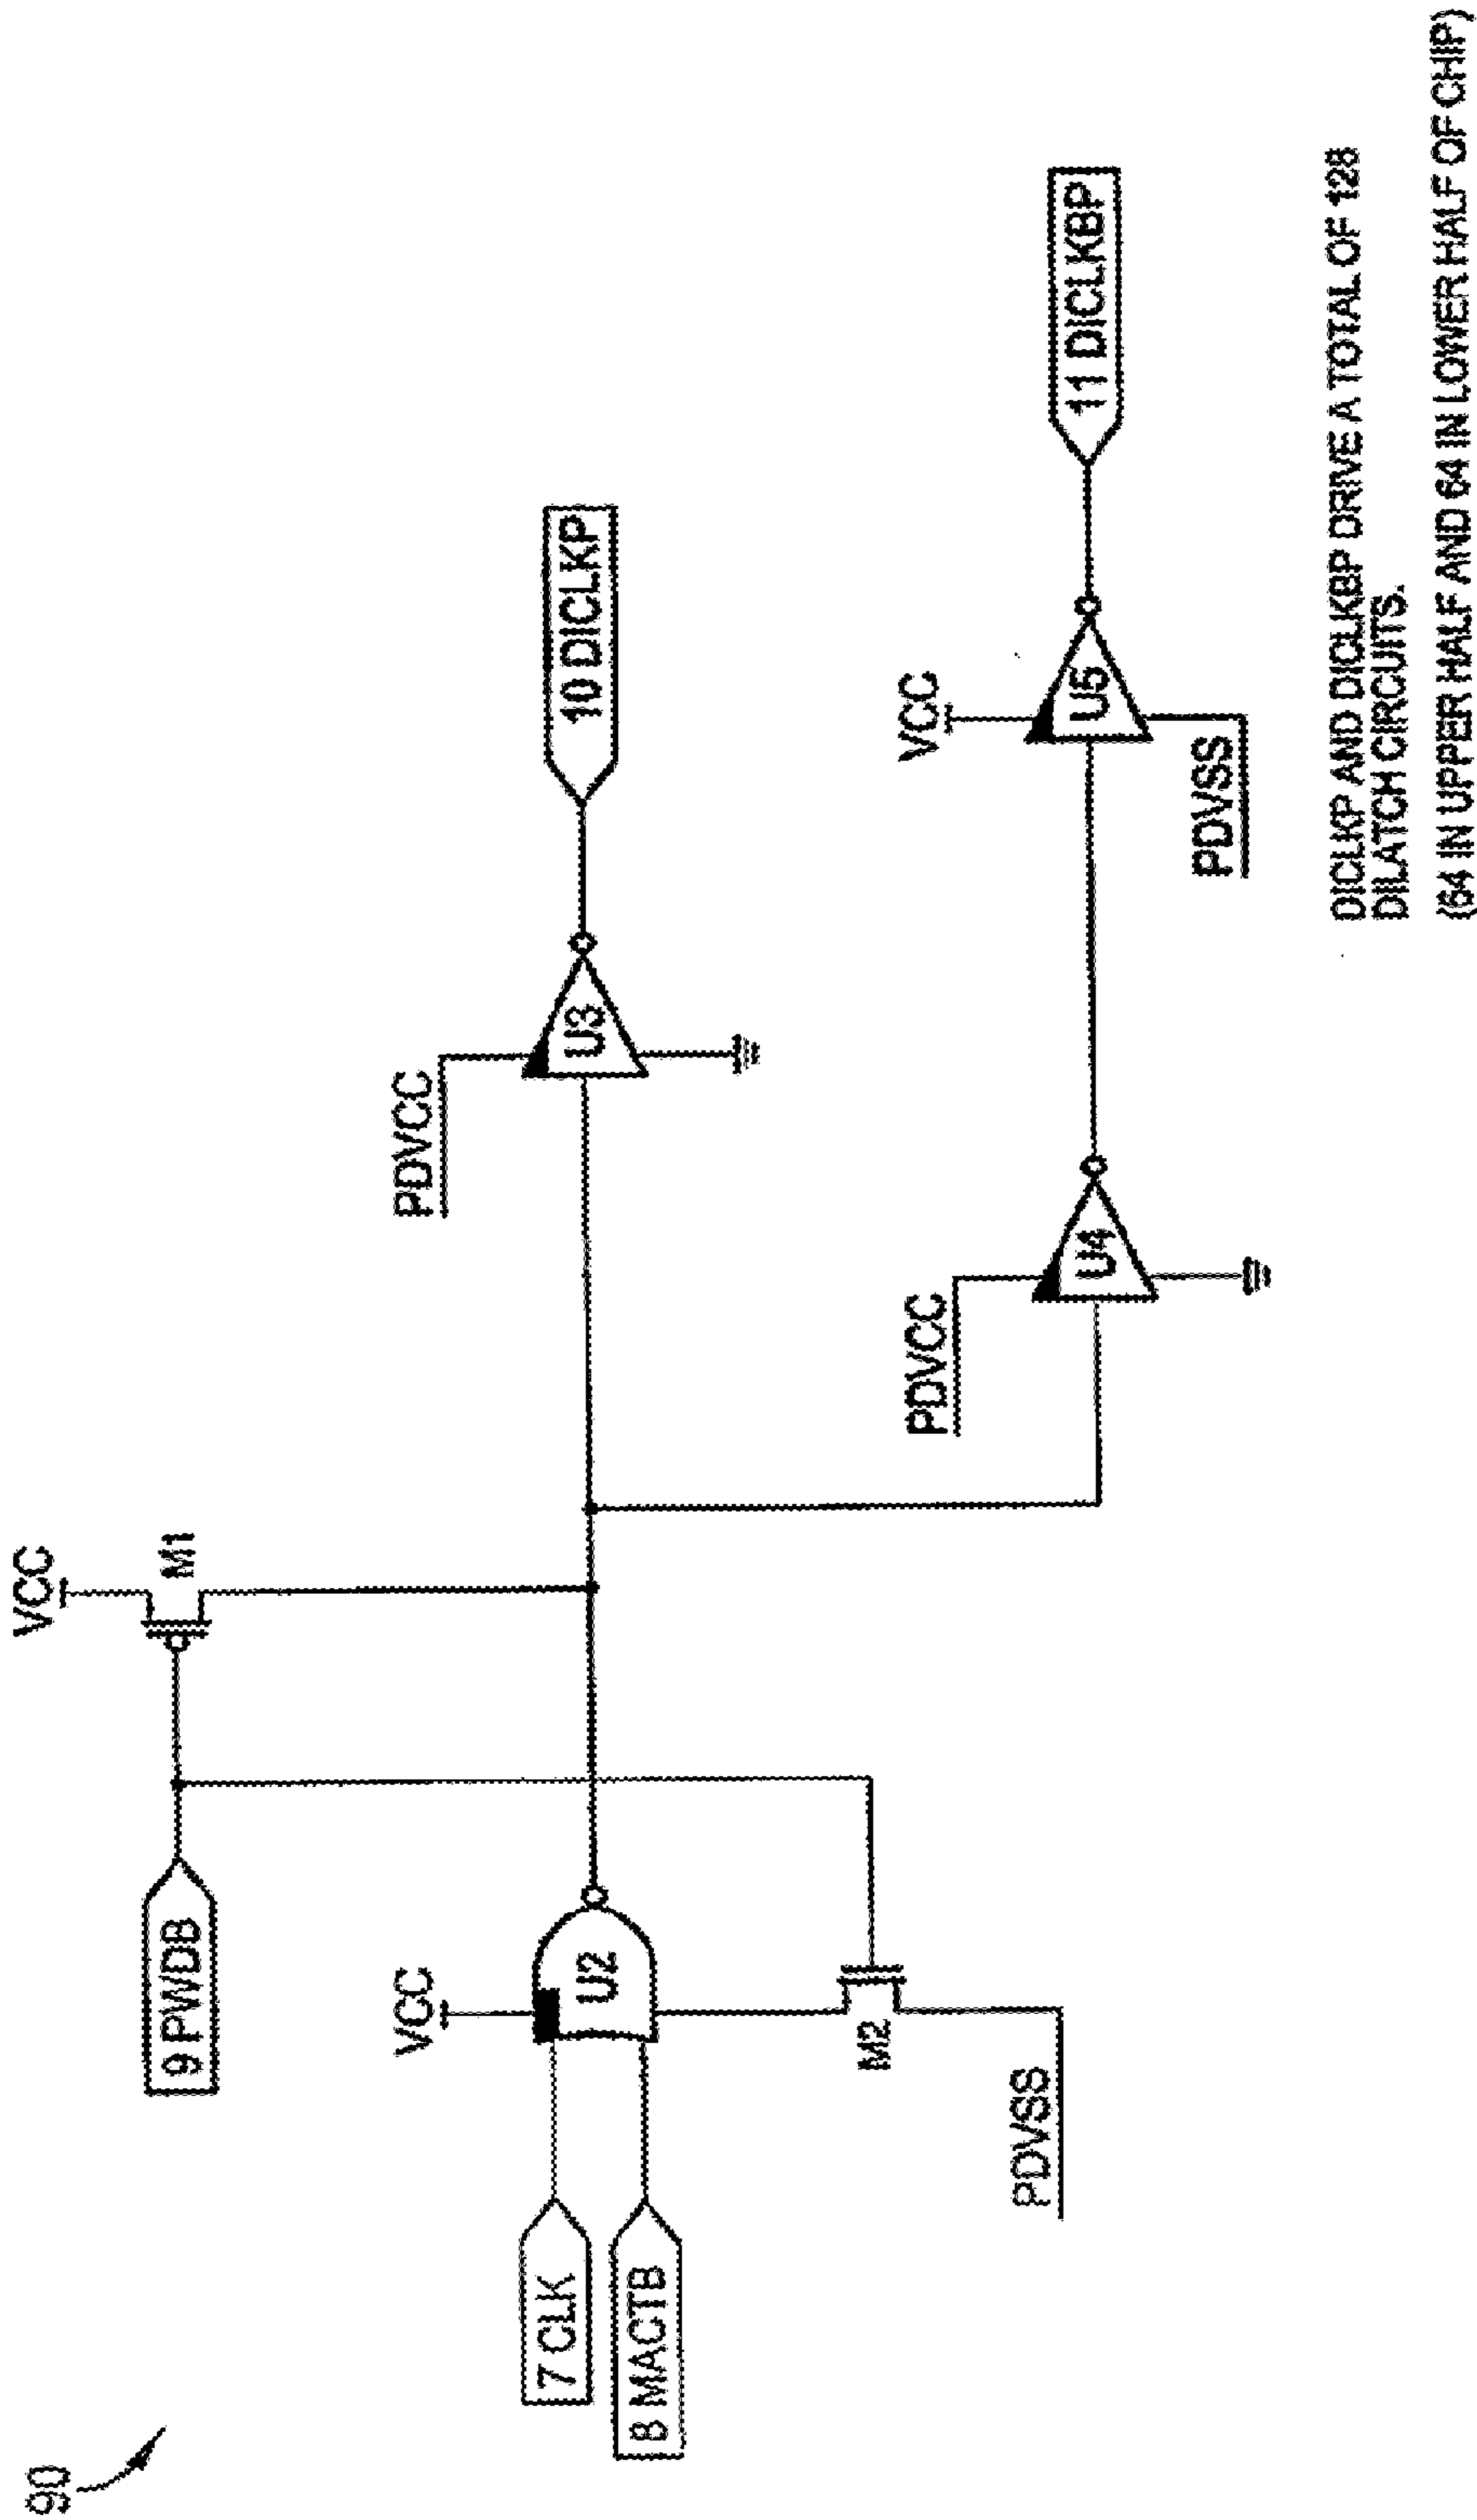 90
VCC
M1
9 PWDB
PDVCC
U3
10 DICLKP
VCC
U2
7 CLK
8 MACTB
M2
PDVSS
PDVCC
U4
VCC
U5
11 DICLKBP
PDVSS
DICLKP AND DICLKBP DRIVE A TOTAL OF 128
DILATCH CIRCUITS.
(64 IN UPPER HALF AND 64 IN LOWER HALF OF CHIP)